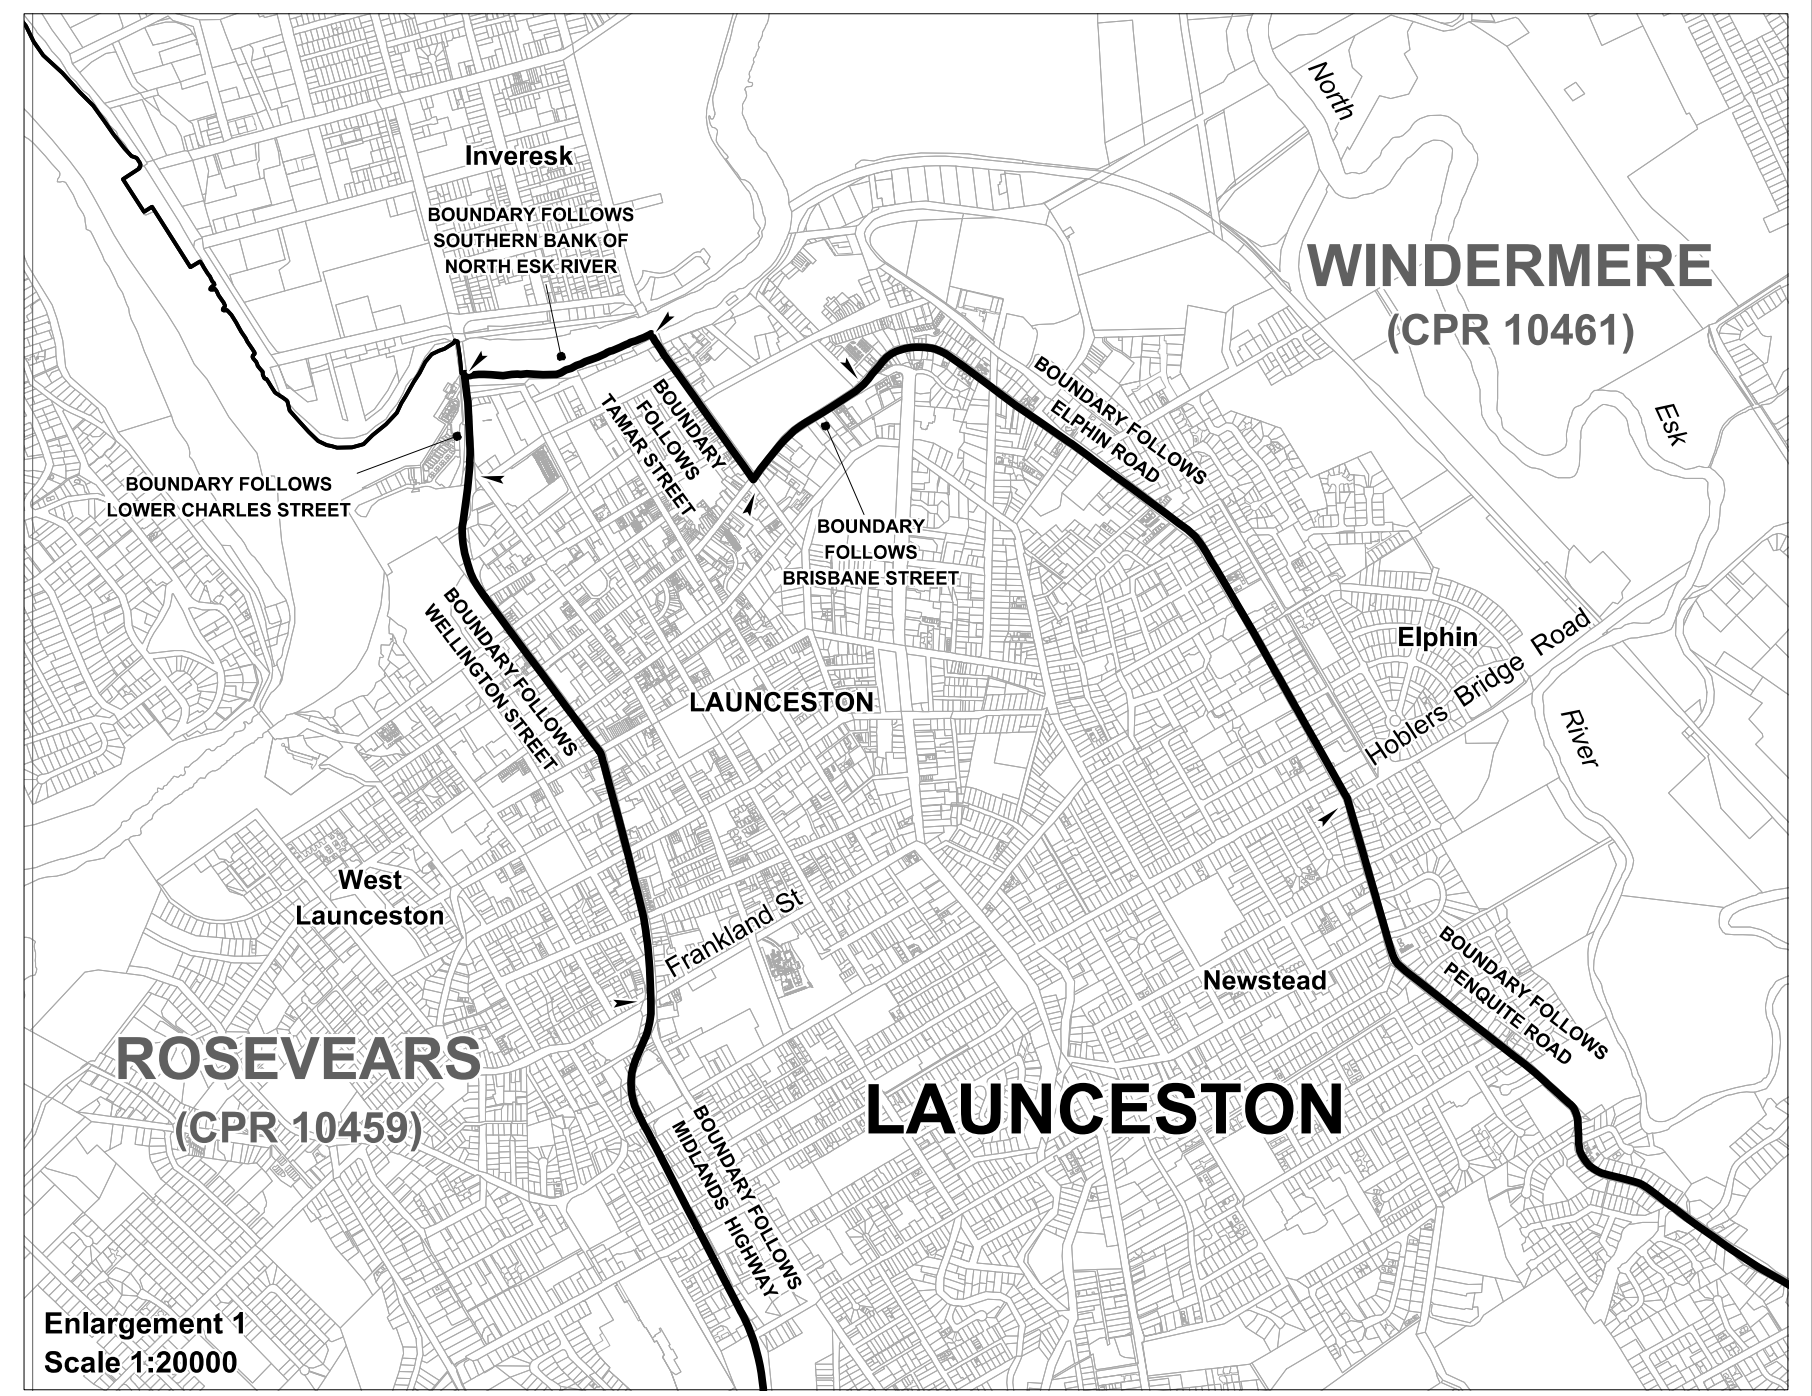 North
Inveresk
BOUNDARY FOLLOWS
SOUTHERN BANK OF
NORTH ESK RIVER
WINDERMERE
(CPR 10461)
BOUNDARY FOLLOWS
ELPHIN ROAD
BOUNDARY
FOLLOWS
TAMAR STREET
Esk
BOUNDARY FOLLOWS
LOWER CHARLES STREET
BOUNDARY
FOLLOWS
BRISBANE STREET
BOUNDARY FOLLOWS
WELLINGTON STREET
Elphin
Hoblers Bridge Road
LAUNCESTON
River
West
Launceston
Frankland St
Newstead
BOUNDARY FOLLOWS
PENQUITE ROAD
ROSEVEARS
(CPR 10459)
LAUNCESTON
BOUNDARY FOLLOWS
MIDLANDS HIGHWAY
Enlargement 1
Scale 1:20000